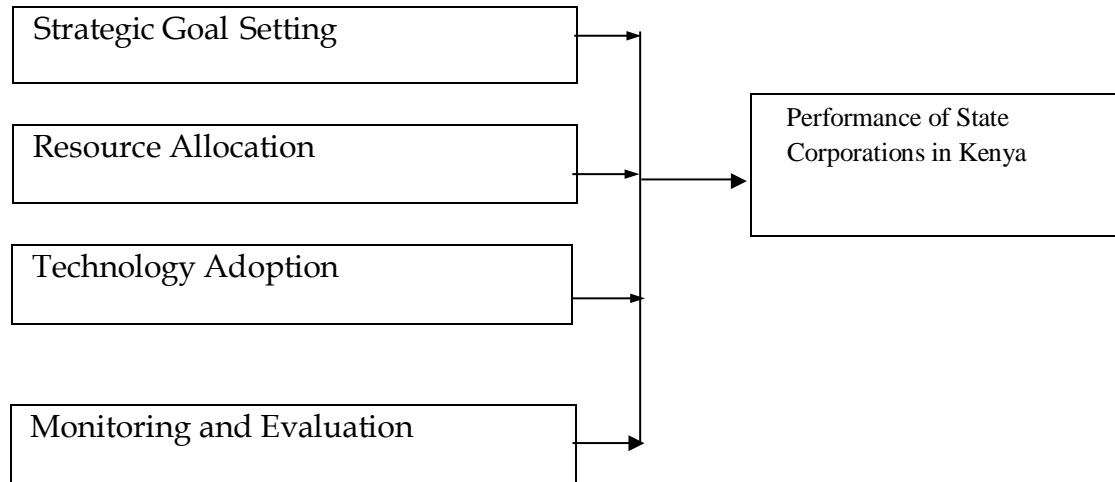 Strategic Goal Setting
Resource Allocation
Technology Adoption
Monitoring and Evaluation
Performance of State
Corporations in Kenya